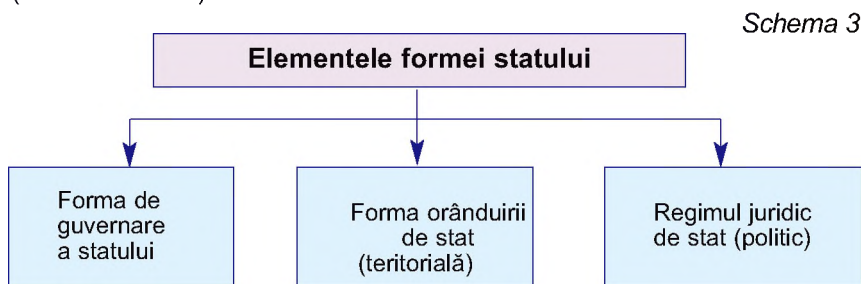 Schema 3
Elementele formei statului
Forma de
guvernare
a statului
Forma orânduirii
de stat
(teritorială)
Regimul juridic
de stat (politic)